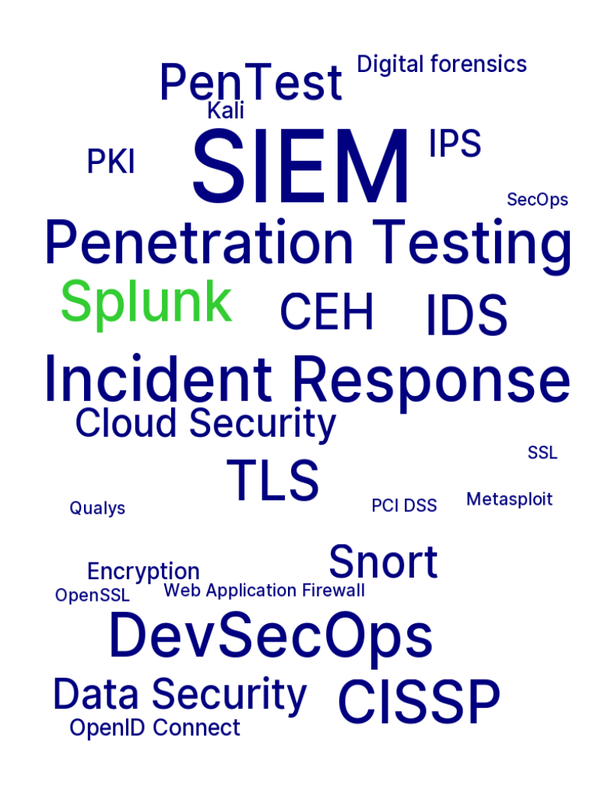 Digital forensics
PenTest
Kali
SIEM
IPS
PKI
SecOps
Penetration Testing
Splunk
CEH
IDS
Incident Response
Cloud Security
SSL
TLS
Qualys
PCI DSS
Metasploit
Snort
Encryption
OpenSSL
Web Application Firewall
DevSecOps
Data Security
CISSP
OpenID Connect